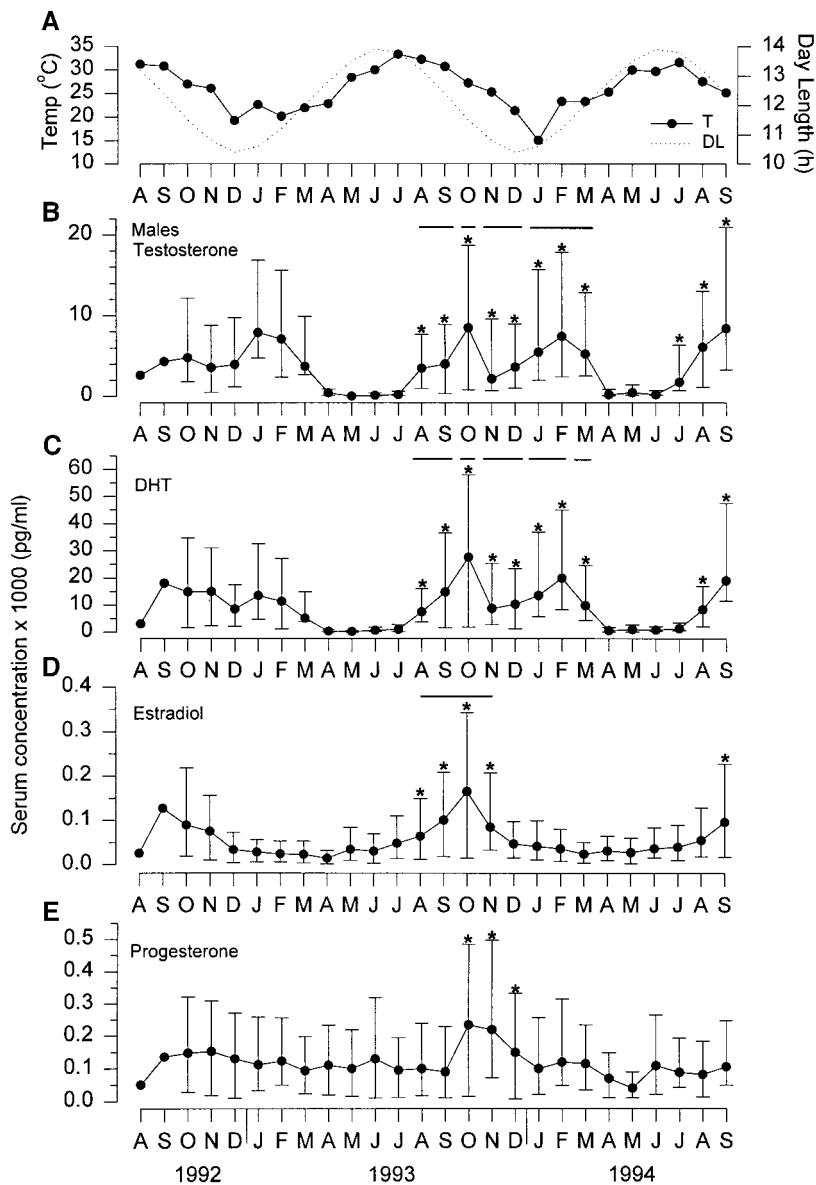 A
Temp (°C)
35
30
25
20
15
10
Day Length (h)
14
13
12
11
10
T
DL
A S O N D J F M A M J J A S O N D J F M A M J J A S
B
Males
Testosterone
20
10
0
* * * * * * * * * * *
A S O N D J F M A M J J A S O N D J F M A M J J A S
C
DHT
60
50
40
30
20
10
0
* * * * * * * * * *
A S O N D J F M A M J J A S O N D J F M A M J J A S
Serum concentration x 1000 (pg/ml)
D
Estradiol
0.4
0.3
0.2
0.1
0.0
* * * * *
A S O N D J F M A M J J A S O N D J F M A M J J A S
E
Progesterone
0.5
0.4
0.3
0.2
0.1
0.0
* * *
A S O N D J F M A M J J A S O N D J F M A M J J A S
1992 1993 1994